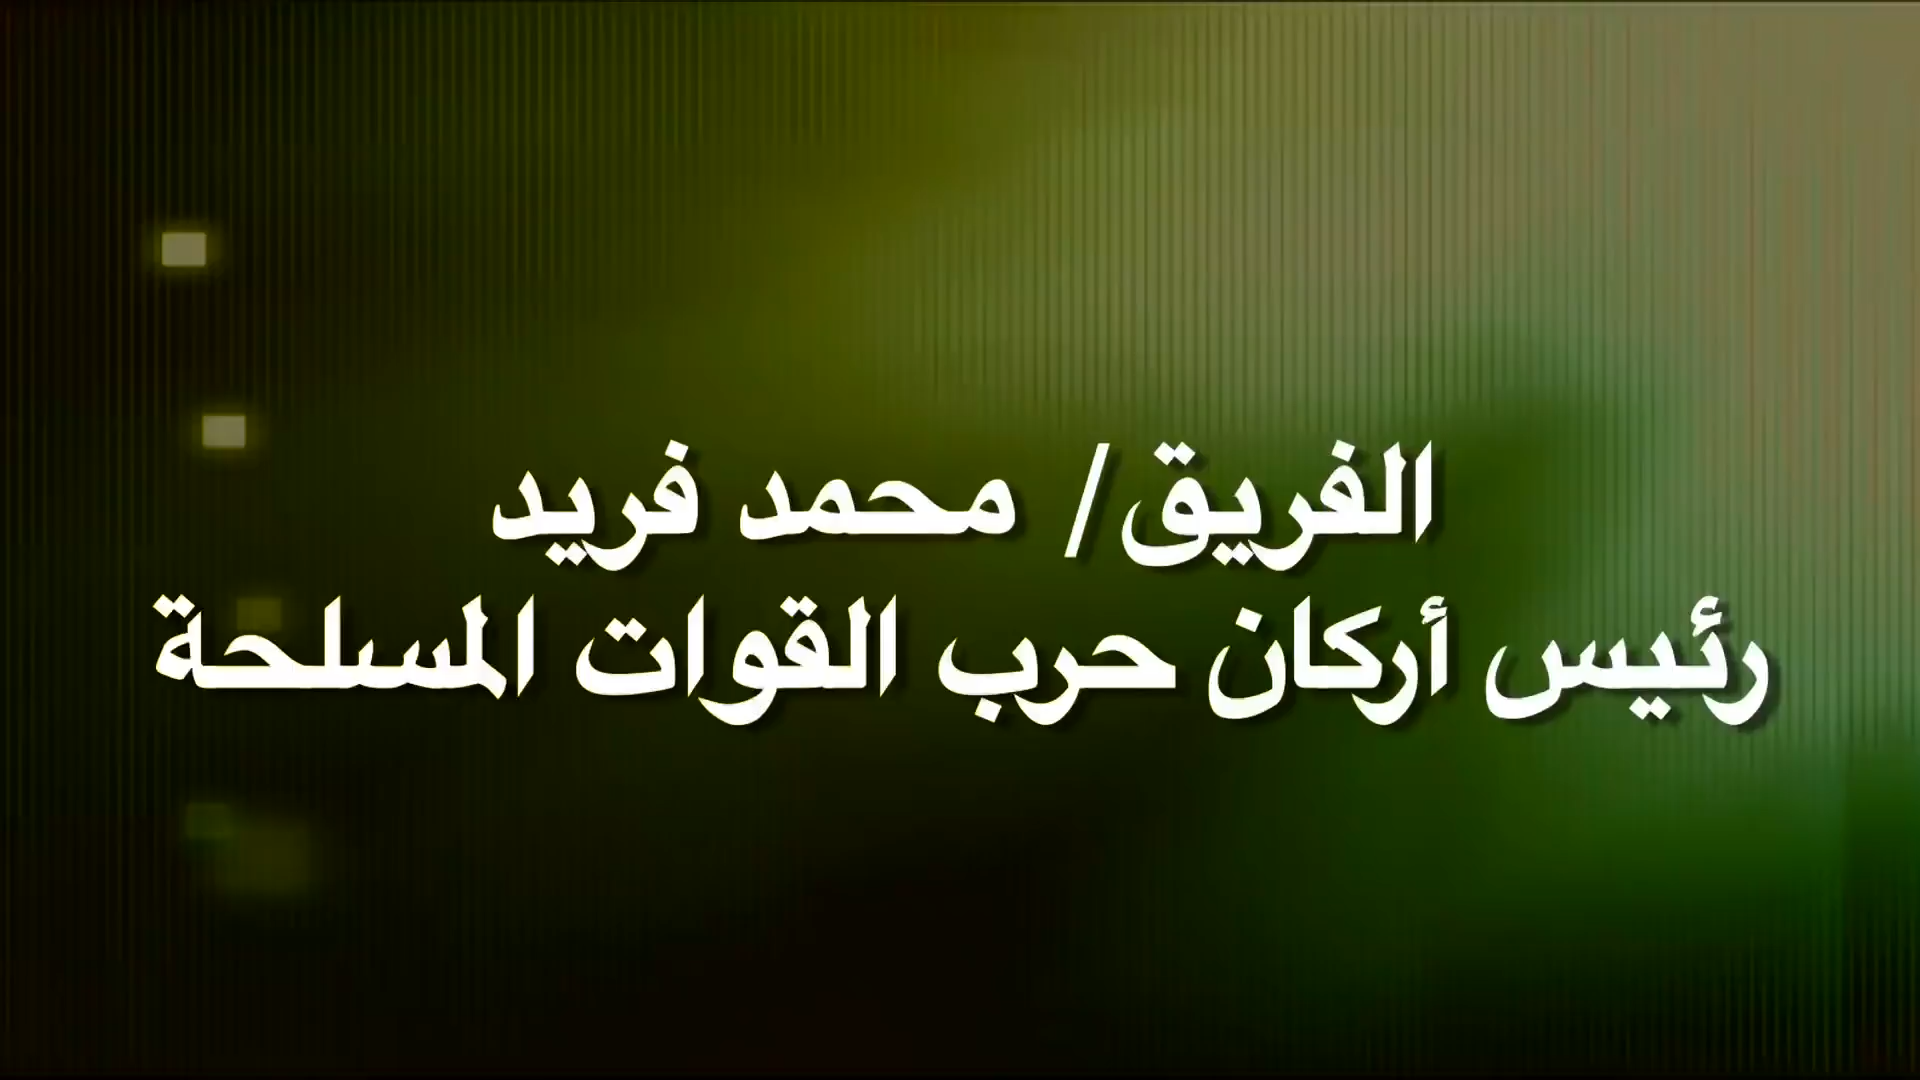 الفريق/ محمد فريد
رئيس أركان حرب القوات المسلحة